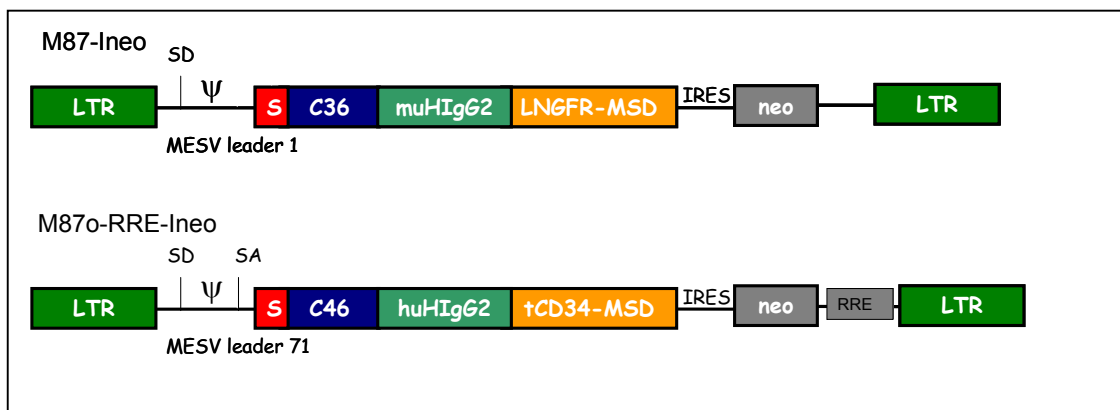 M87-Ineo
SD
Ψ
LTR S C36 muHIgG2 LNGFR-MSD IRES neo LTR
MESV leader 1
M87o-RRE-Ineo
SD SA
Ψ
LTR S C46 huHIgG2 tCD34-MSD IRES neo RRE LTR
MESV leader 71